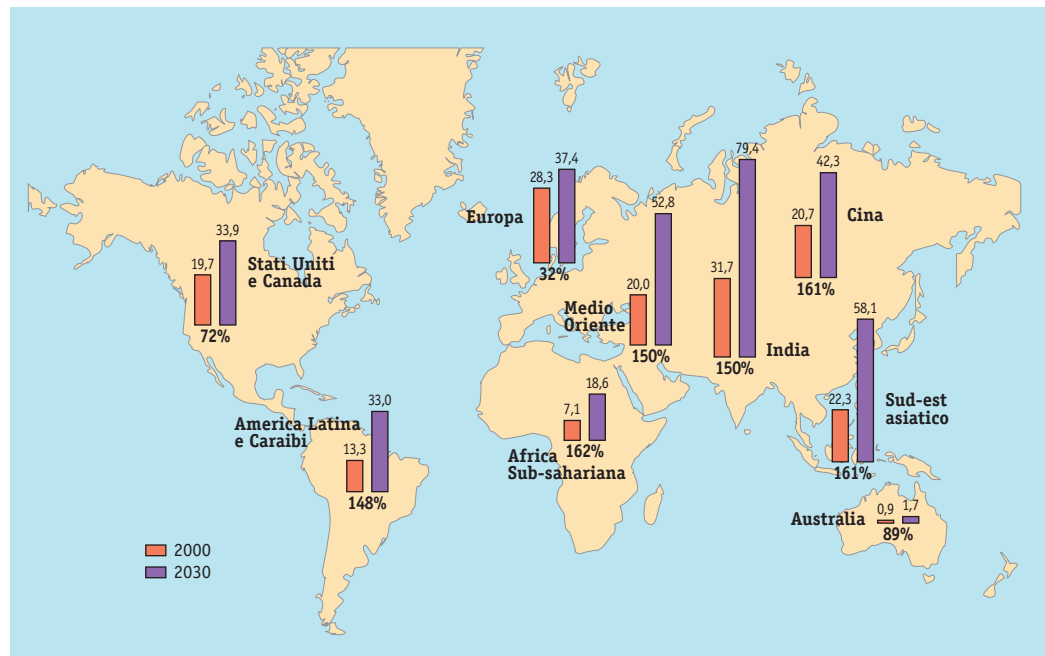 19,7
33,9
Stati Uniti
e Canada
72%
America Latina
e Caraibi
13,3
33,0
148%
Europa
28,3
37,4
32%
Medio
Oriente
20,0
52,8
150%
31,7
79,4
India
150%
20,7
42,3
Cina
161%
22,3
58,1
Sud-est
asiatico
161%
7,1
18,6
162%
Africa
Sub-sahariana
Australia
0,9
1,7
89%
2000
2030